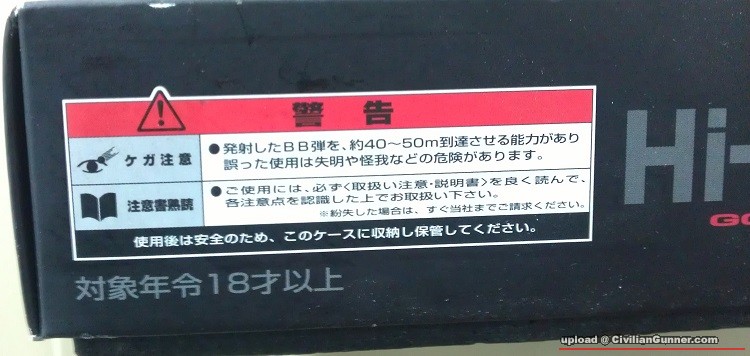 警告
ケガ注意
●発射したBB弾を、約40～50m到達させる能力があり
誤った使用は失明や怪我などの危険があります。
注意書熟読
●ご使用には、必ず<取扱い注意・説明書>を良く読んで、
各注意点を認識した上でお取扱い下さい。
※紛失した場合は、すぐ当社までご請求ください。
使用後は安全のため、このケースに収納し保管してください。
対象年令18才以上
Hi-
GO
upload @ CivilianGunner.com